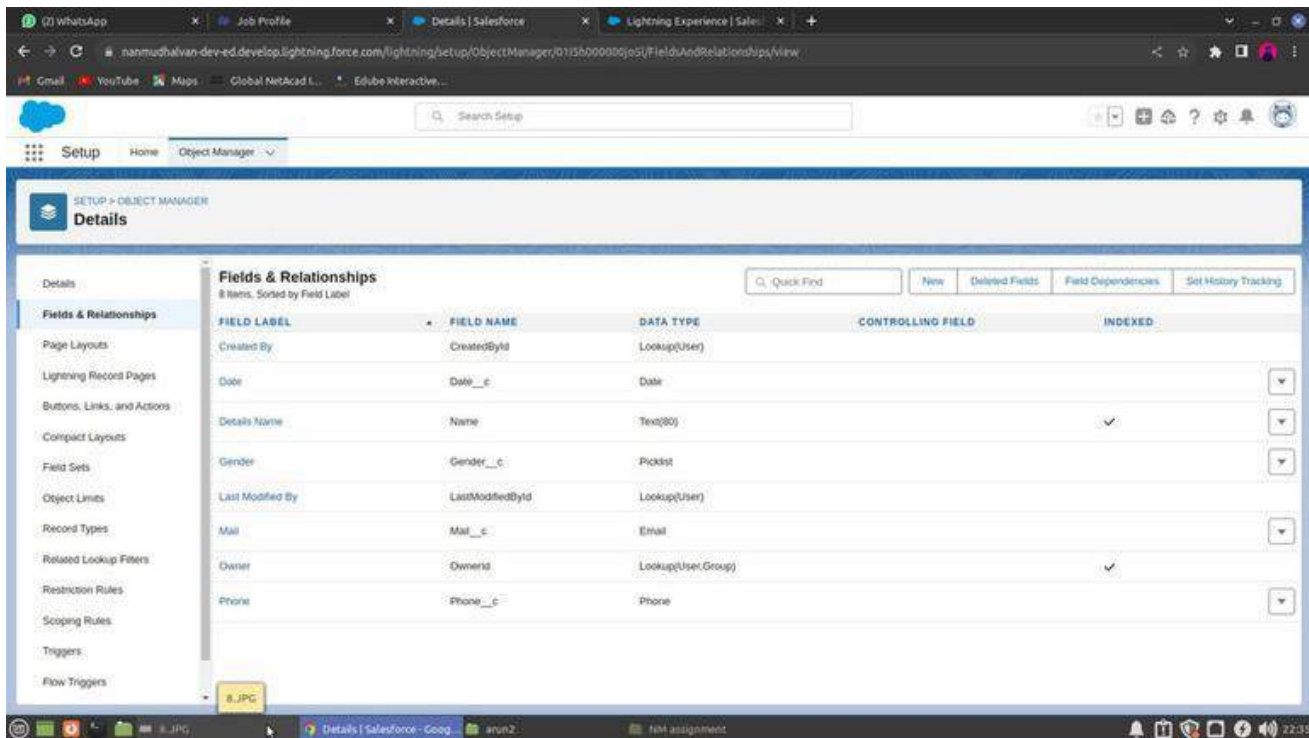 (2) WhatsApp
Job Profile
Details | Salesforce
Lightning Experience | Sales
nanmudhalvan-dev-ed.develop.lightning.force.com/lightning/setup/ObjectManager/
/FieldsAndRelationships/view
Gmail YouTube Maps Global NetAcad L... Edube Interactive...
Search Setup
Setup Home Object Manager
SETUP > OBJECT MANAGER
Details
Details
Fields & Relationships
Page Layouts
Lightning Record Pages
Buttons, Links, and Actions
Compact Layouts
Field Sets
Object Limits
Record Types
Related Lookup Filters
Restriction Rules
Scoping Rules
Triggers
Flow Triggers
Fields & Relationships
8 Items, Sorted by Field Label
Quick Find
New Deleted Fields Field Dependencies Set History Tracking
FIELD LABEL FIELD NAME DATA TYPE CONTROLLING FIELD INDEXED
Created By CreatedById Lookup(User)
Date Date__c Date
Details Name Name Text(80)
Gender Gender__c Picklist
Last Modified By LastModifiedById Lookup(User)
Mail Mail__c Email
Owner OwnerId Lookup(User,Group)
Phone Phone__c Phone
8.JPG
8.JPG
Details | Salesforce - Goog...
arun2
NM assignment